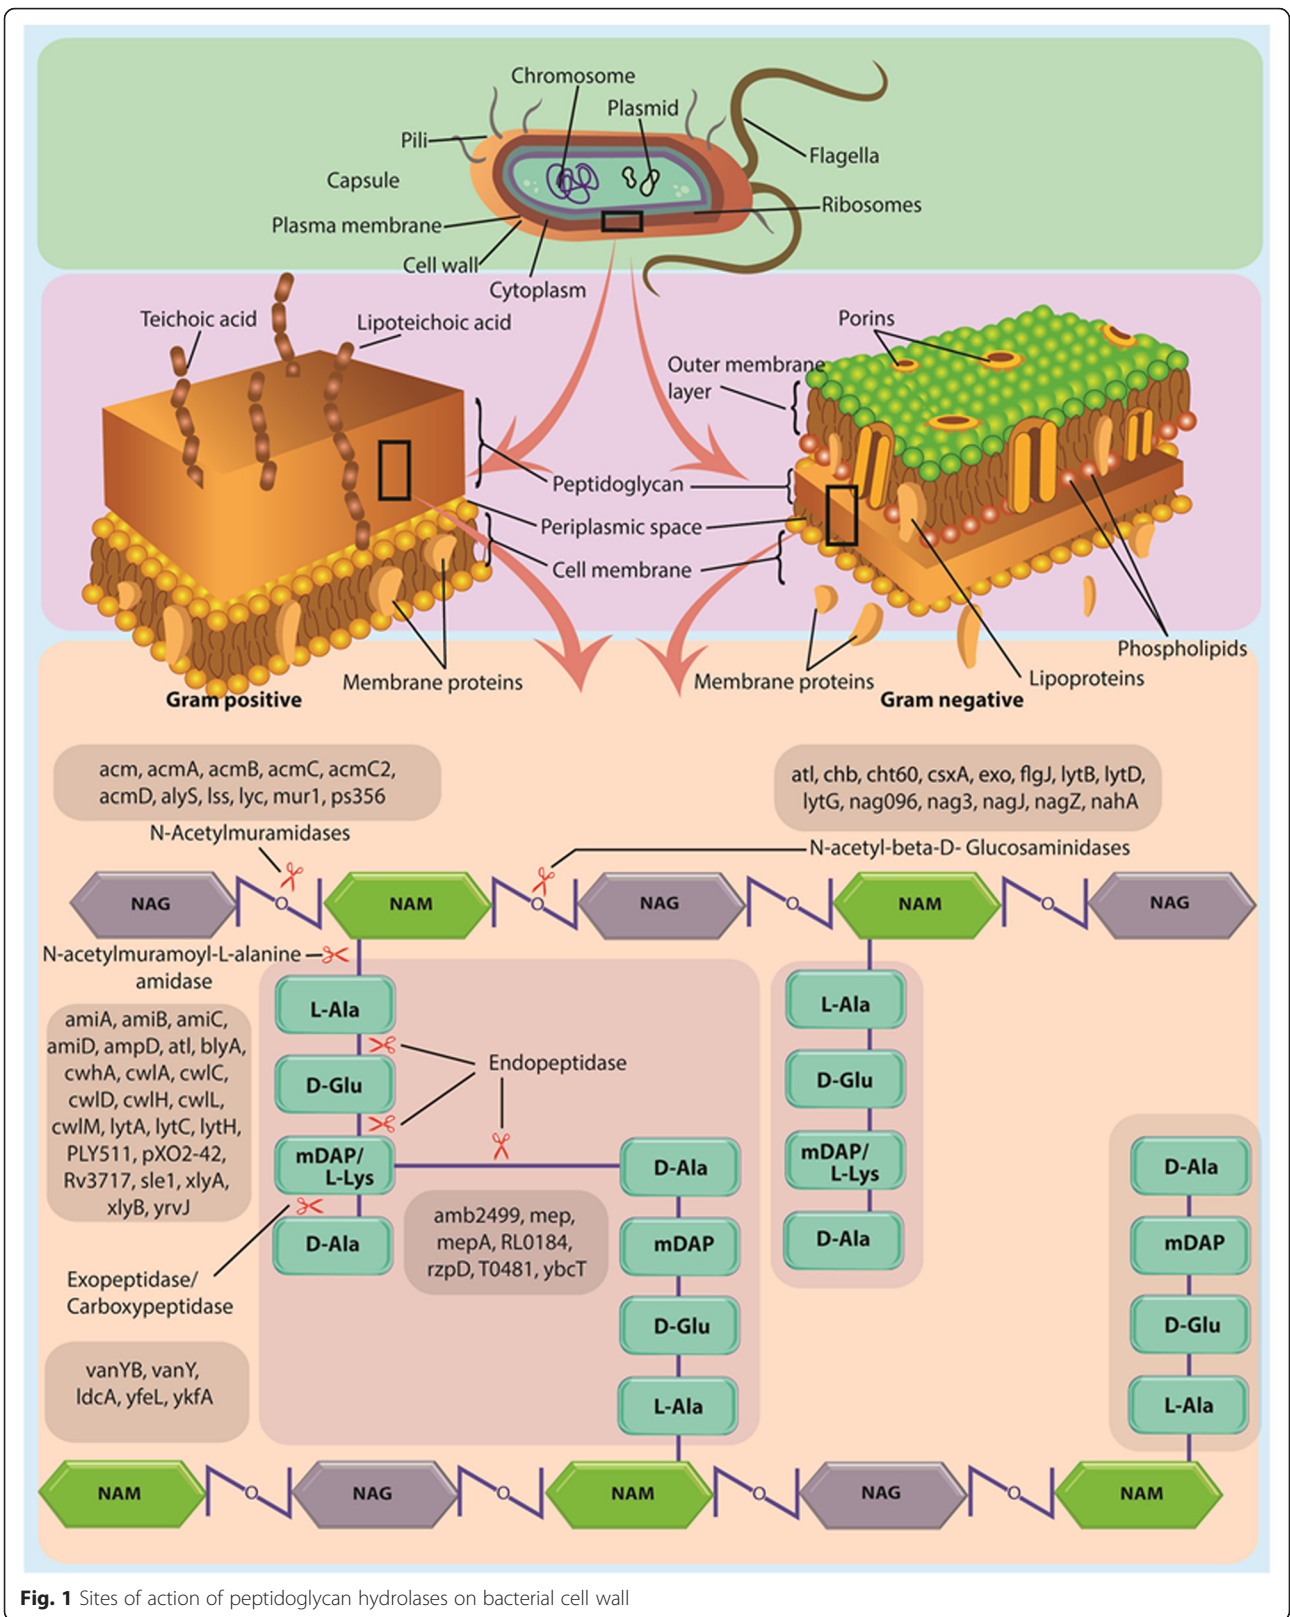 Chromosome
Plasmid
Pili
Flagella
Capsule
Ribosomes
Plasma membrane
Cell wall
Cytoplasm
Teichoic acid
Lipoteichoic acid
Porins
Outer membrane
layer
Peptidoglycan
Periplasmic space
Cell membrane
Membrane proteins
Gram positive
Membrane proteins
Phospholipids
Lipoproteins
Gram negative
acm, acmA, acmB, acmC, acmC2,
acmD, alyS, lss, lyc, mur1, ps356
N-Acetylmuramidases
atl, chb, cht60, csxA, exo, flgJ, lytB, lytD,
lytG, nag096, nag3, nagJ, nagZ, nahA
N-acetyl-beta-D- Glucosaminidases
NAG
O
NAM
O
NAG
O
NAM
O
NAG
N-acetylmuramoyl-L-alanine
amidase
amiA, amiB, amiC,
amiD, ampD, atl, blyA,
cwhA, cwlA, cwlC,
cwlD, cwlH, cwlL,
cwlM, lytA, lytC, lytH,
PLY511, pXO2-42,
Rv3717, sle1, xlyA,
xlyB, yrvJ
L-Ala
D-Glu
mDAP/
L-Lys
D-Ala
Endopeptidase
amb2499, mep,
mepA, RL0184,
rzpD, T0481, ybcT
Exopeptidase/
Carboxypeptidase
vanYB, vanY,
ldcA, yfeL, ykfA
D-Ala
mDAP
D-Glu
L-Ala
L-Ala
D-Glu
mDAP/
L-Lys
D-Ala
D-Ala
mDAP
D-Glu
L-Ala
NAM
O
NAG
O
NAM
O
NAG
O
NAM
Fig. 1 Sites of action of peptidoglycan hydrolases on bacterial cell wall